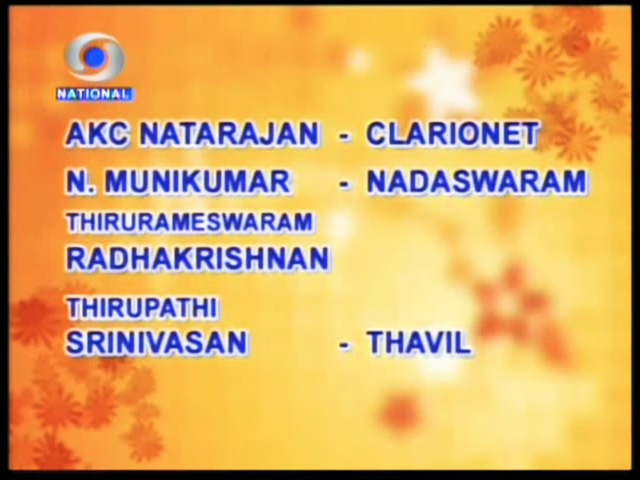 NATIONAL
AKC NATARAJAN - CLARIONET
N. MUNIKUMAR - NADASWARAM
THIRURAMESWARAM
RADHAKRISHNAN
THIRUPATHI
SRINIVASAN - THAVIL